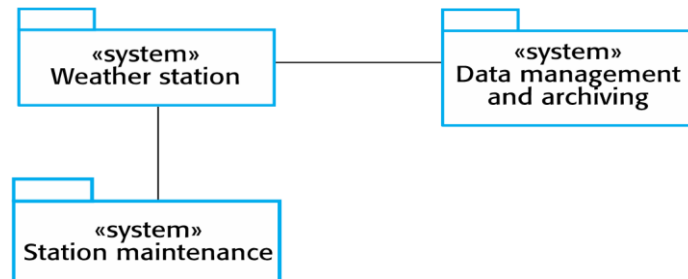 «system»
Weather station
«system»
Data management
and archiving
«system»
Station maintenance